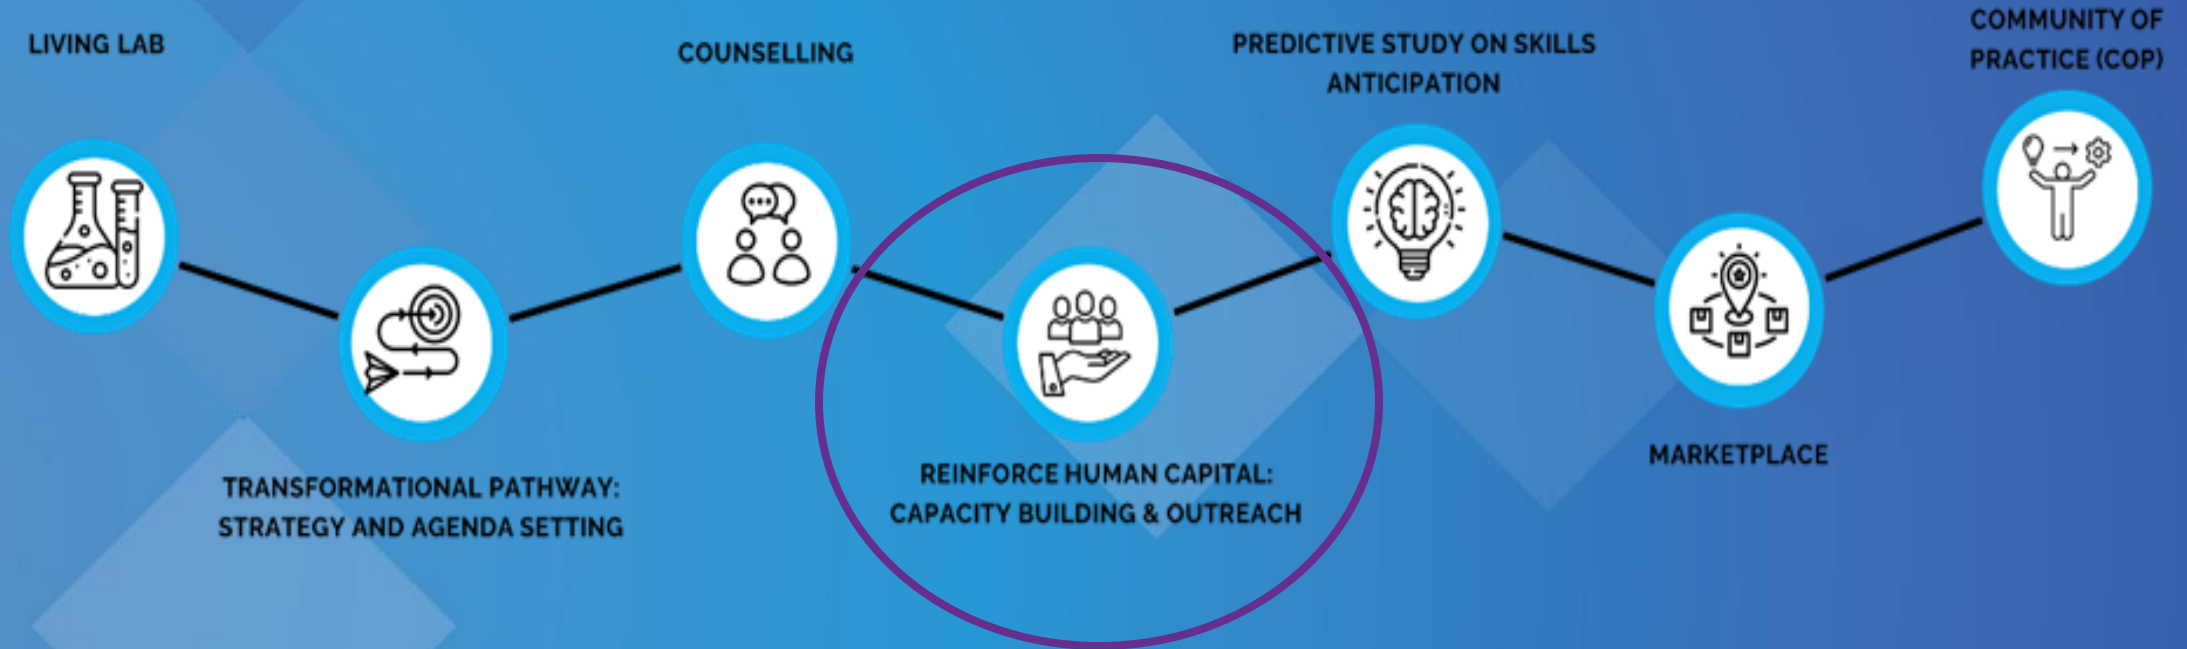 LIVING LAB
TRANSFORMATIONAL PATHWAY:
STRATEGY AND AGENDA SETTING
COUNSELLING
REINFORCE HUMAN CAPITAL:
CAPACITY BUILDING & OUTREACH
PREDICTIVE STUDY ON SKILLS
ANTICIPATION
MARKETPLACE
COMMUNITY OF
PRACTICE (COP)